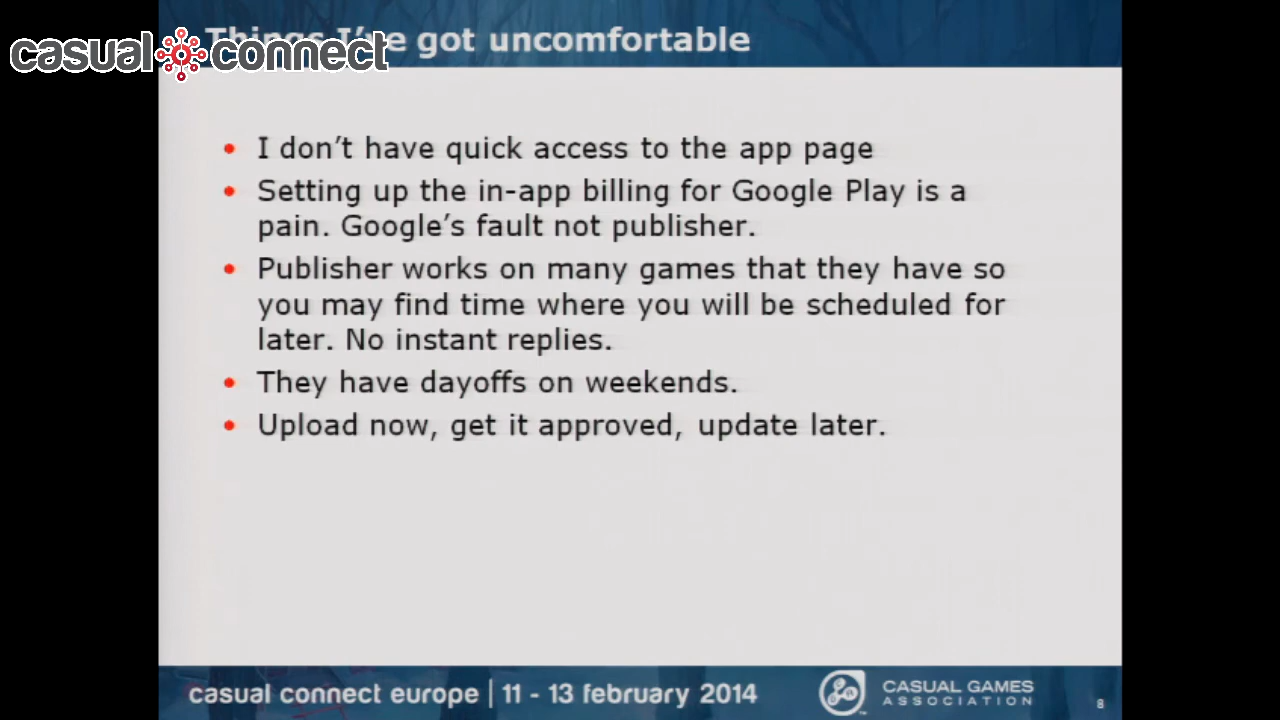 casual connect
Things I've got uncomfortable
I don't have quick access to the app page
Setting up the in-app billing for Google Play is a
pain. Google's fault not publisher.
Publisher works on many games that they have so
you may find time where you will be scheduled for
later. No instant replies.
They have dayoffs on weekends.
Upload now, get it approved, update later.
casual connect europe | 11 - 13 february 2014
CASUAL GAMES
ASSOCIATION
8